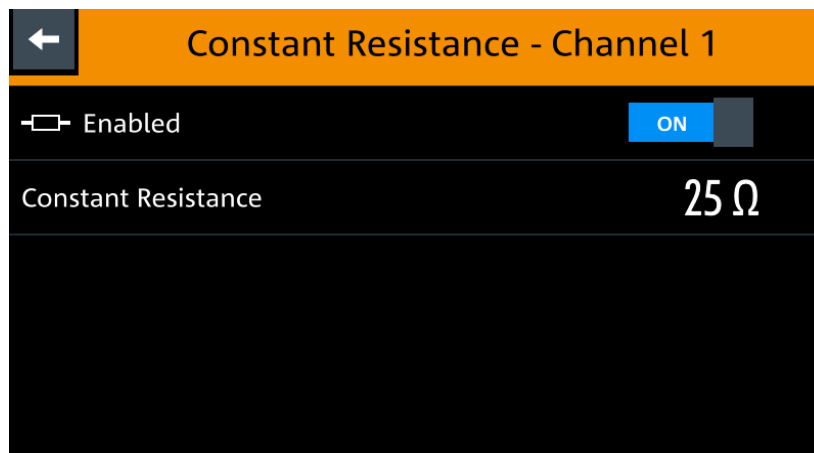 Constant Resistance - Channel 1
Enabled ON
Constant Resistance 25 Ω